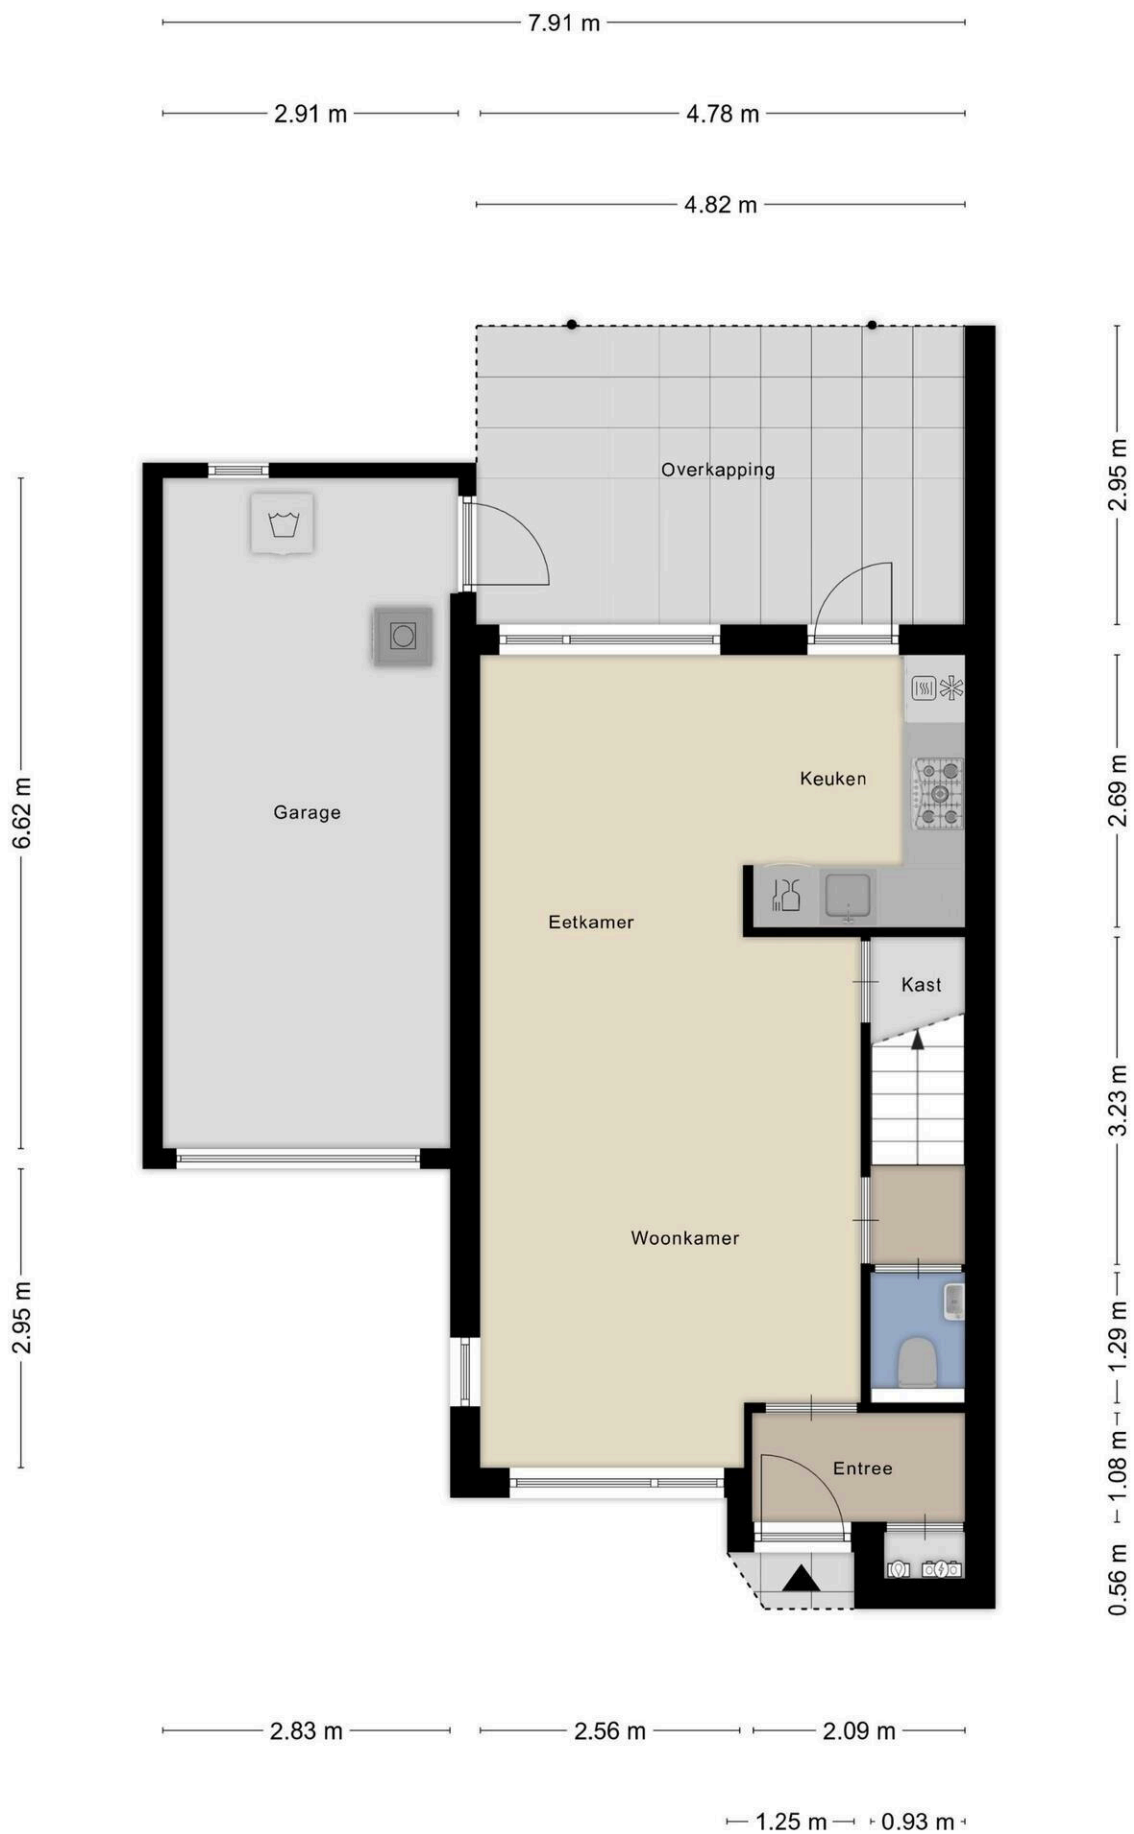 7.91 m
2.91 m
4.78 m
4.82 m
Overkapping
2.95 m
Keuken
2.69 m
6.62 m
Garage
Eetkamer
Kast
3.23 m
Woonkamer
2.95 m
1.29 m
Entree
1.08 m
0.56 m
2.83 m
2.56 m
2.09 m
1.25 m
0.93 m